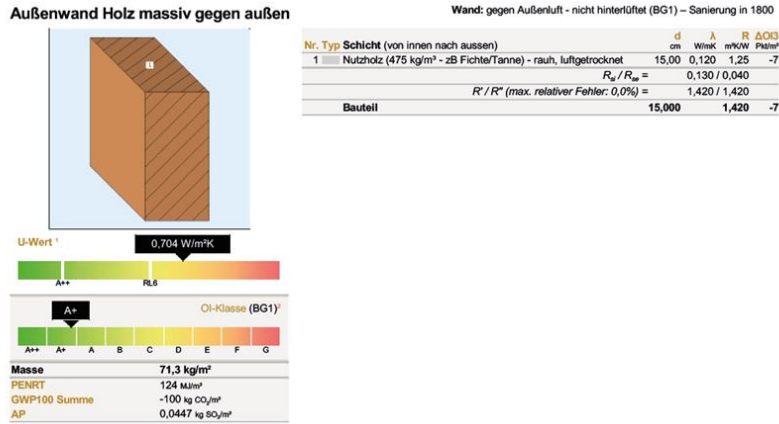 Außenwand Holz massiv gegen außen
Wand: gegen Außenluft - nicht hinterlüftet (BG1) – Sanierung in 1800
d λ R ΔOI3
Nr. Typ Schicht (von innen nach aussen) cm W/mK m²K/W Pkt/m²
1 Nutzholz (475 kg/m³ - zB Fichte/Tanne) - rauh, luftgetrocknet 15,00 0,120 1,25 -7
Rsi / Rse = 0,130 / 0,040
R' / R'' (max. relativer Fehler: 0,0%) = 1,420 / 1,420
Bauteil 15,000 1,420 -7
1
U-Wert ¹ 0,704 W/m²K
A++ RL6
A+ OI-Klasse (BG1)²
A++ A+ A B C D E F G
Masse 71,3 kg/m²
PENRT 124 MJ/m²
GWP100 Summe -100 kg CO₂/m²
AP 0,0447 kg SO₂/m²